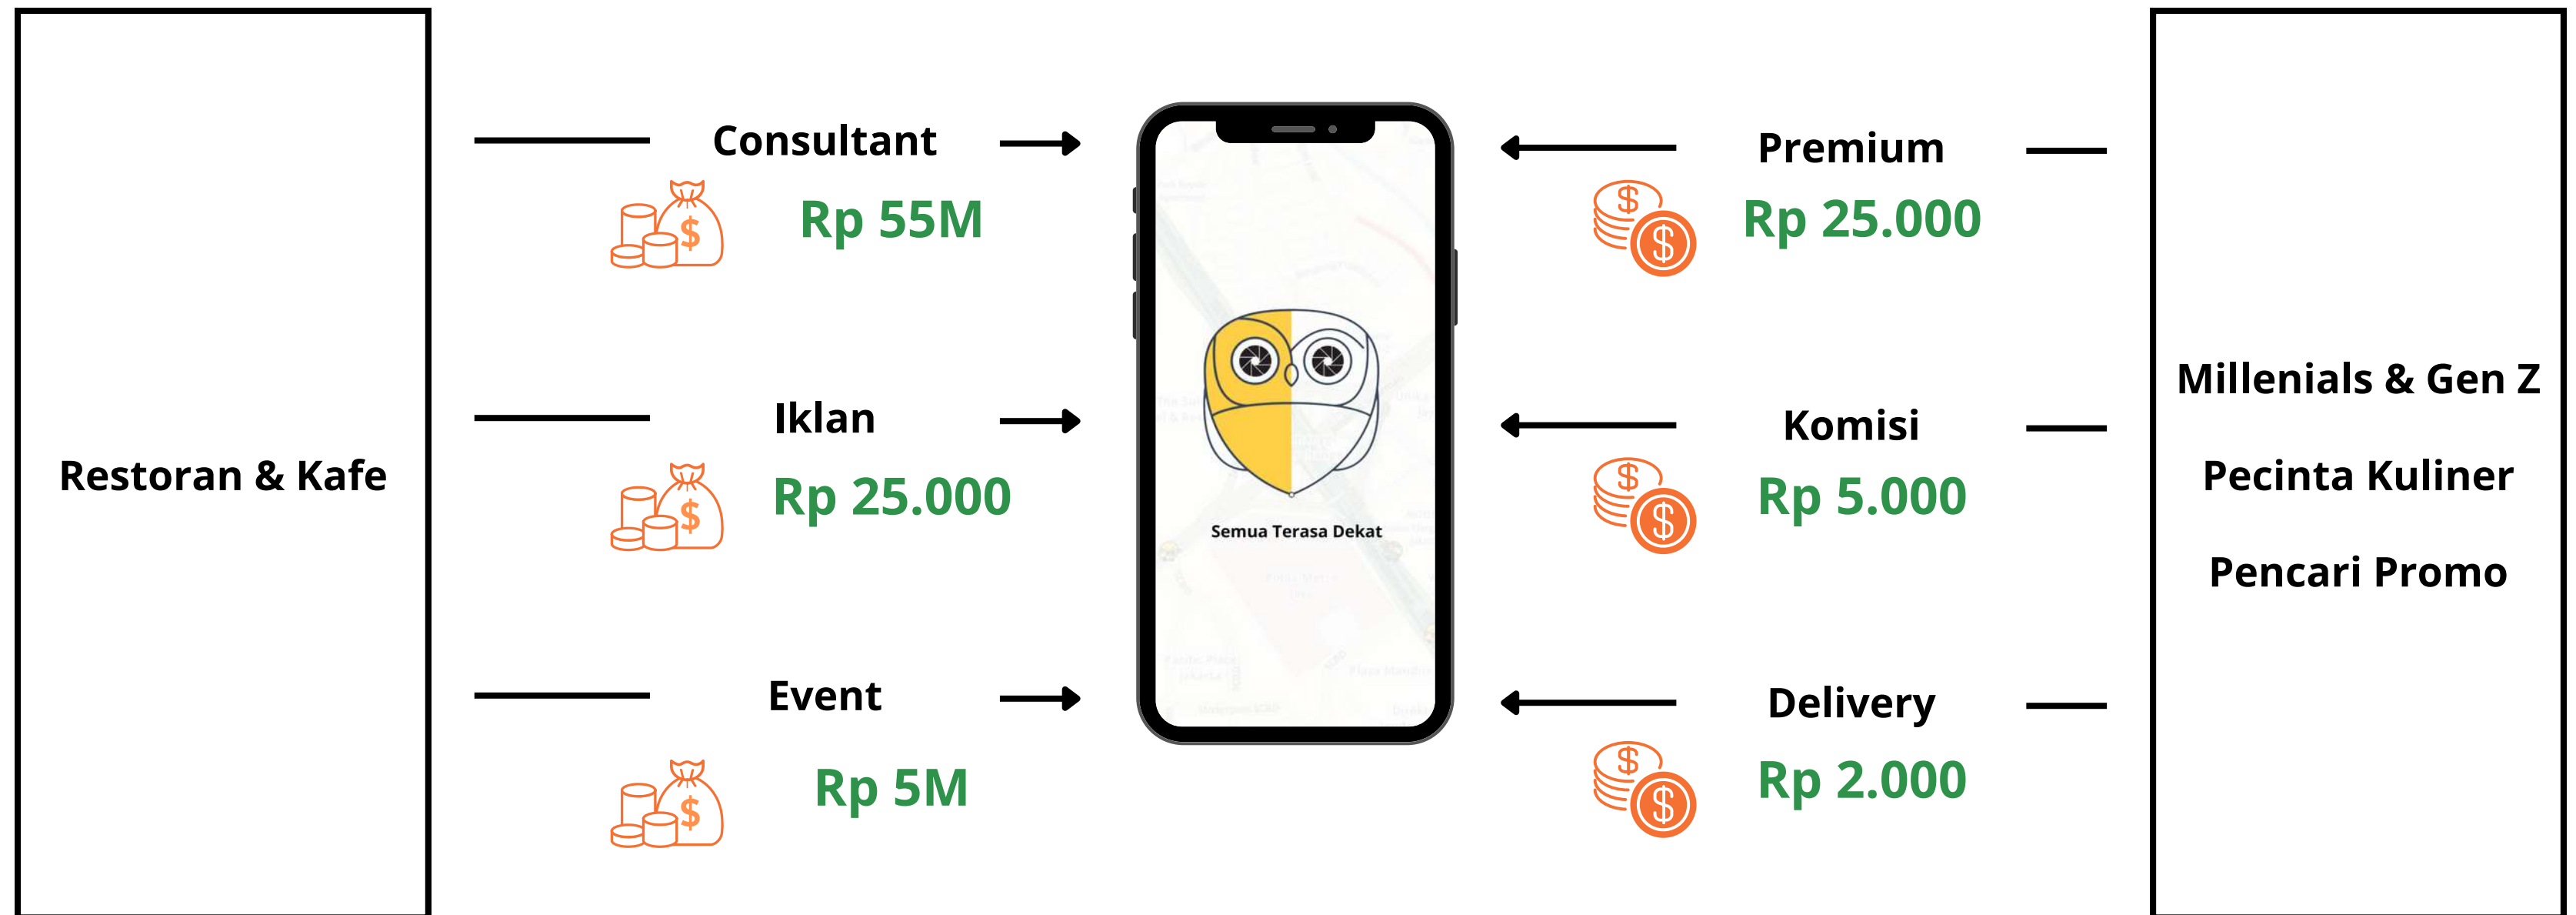 Restoran & Kafe
Consultant
Rp 55M
Iklan
Rp 25.000
Event
Rp 5M
Semua Terasa Dekat
Premium
Rp 25.000
Komisi
Rp 5.000
Delivery
Rp 2.000
Millenials & Gen Z
Pecinta Kuliner
Pencari Promo